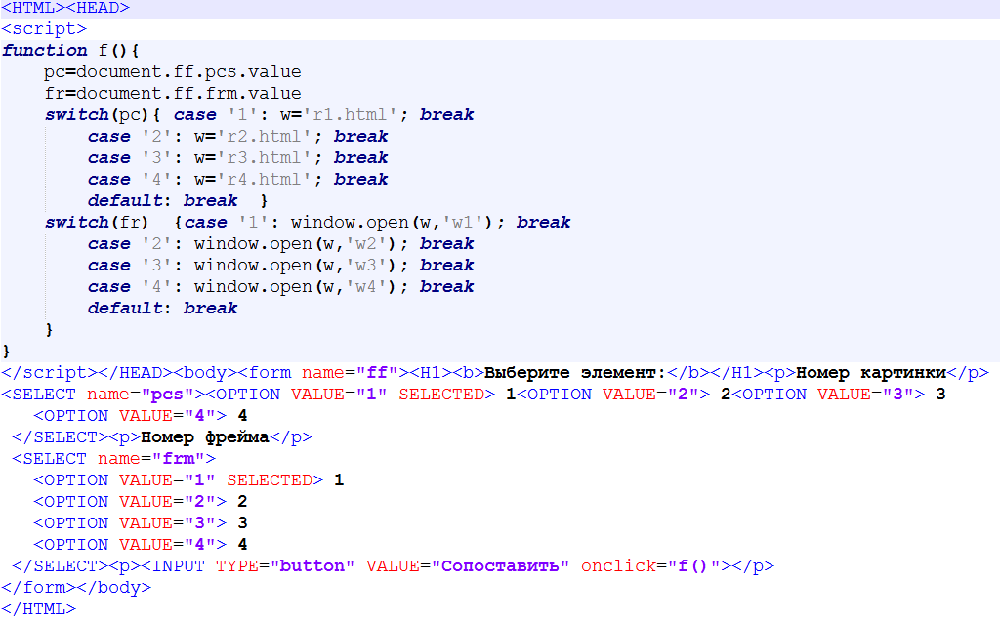 <HTML><HEAD>
<script>
function f(){
    pc=document.ff.pcs.value
    fr=document.ff.frm.value
    switch(pc){ case '1': w='r1.html'; break
        case '2': w='r2.html'; break
        case '3': w='r3.html'; break
        case '4': w='r4.html'; break
        default: break  }
    switch(fr)  {case '1': window.open(w,'w1'); break
        case '2': window.open(w,'w2'); break
        case '3': window.open(w,'w3'); break
        case '4': window.open(w,'w4'); break
        default: break
    }
}
</script></HEAD><body><form name="ff"><H1><b>Выберите элемент:</b></H1><p>Номер картинки</p>
<SELECT name="pcs"><OPTION VALUE="1" SELECTED> 1<OPTION VALUE="2"> 2<OPTION VALUE="3"> 3
   <OPTION VALUE="4"> 4
 </SELECT><p>Номер фрейма</p>
 <SELECT name="frm">
   <OPTION VALUE="1" SELECTED> 1
   <OPTION VALUE="2"> 2
   <OPTION VALUE="3"> 3
   <OPTION VALUE="4"> 4
 </SELECT><p><INPUT TYPE="button" VALUE="Сопоставить" onclick="f()"></p>
</form></body>
</HTML>